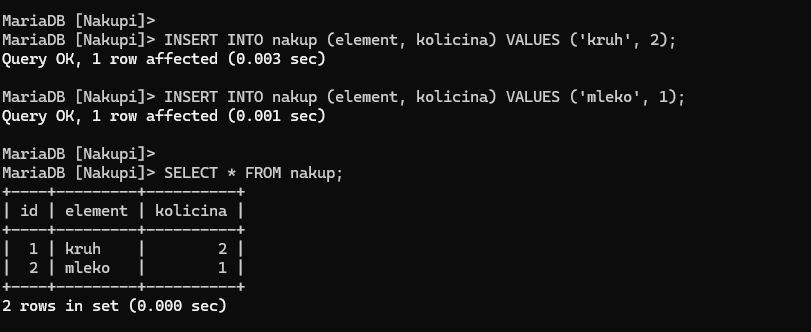 MariaDB [Nakupi]>
MariaDB [Nakupi]> INSERT INTO nakup (element, kolicina) VALUES ('kruh', 2);
Query OK, 1 row affected (0.003 sec)

MariaDB [Nakupi]> INSERT INTO nakup (element, kolicina) VALUES ('mleko', 1);
Query OK, 1 row affected (0.001 sec)

MariaDB [Nakupi]>
MariaDB [Nakupi]> SELECT * FROM nakup;
+----+---------+----------+
| id | element | kolicina |
+----+---------+----------+
|  1 | kruh    |        2 |
|  2 | mleko   |        1 |
+----+---------+----------+
2 rows in set (0.000 sec)